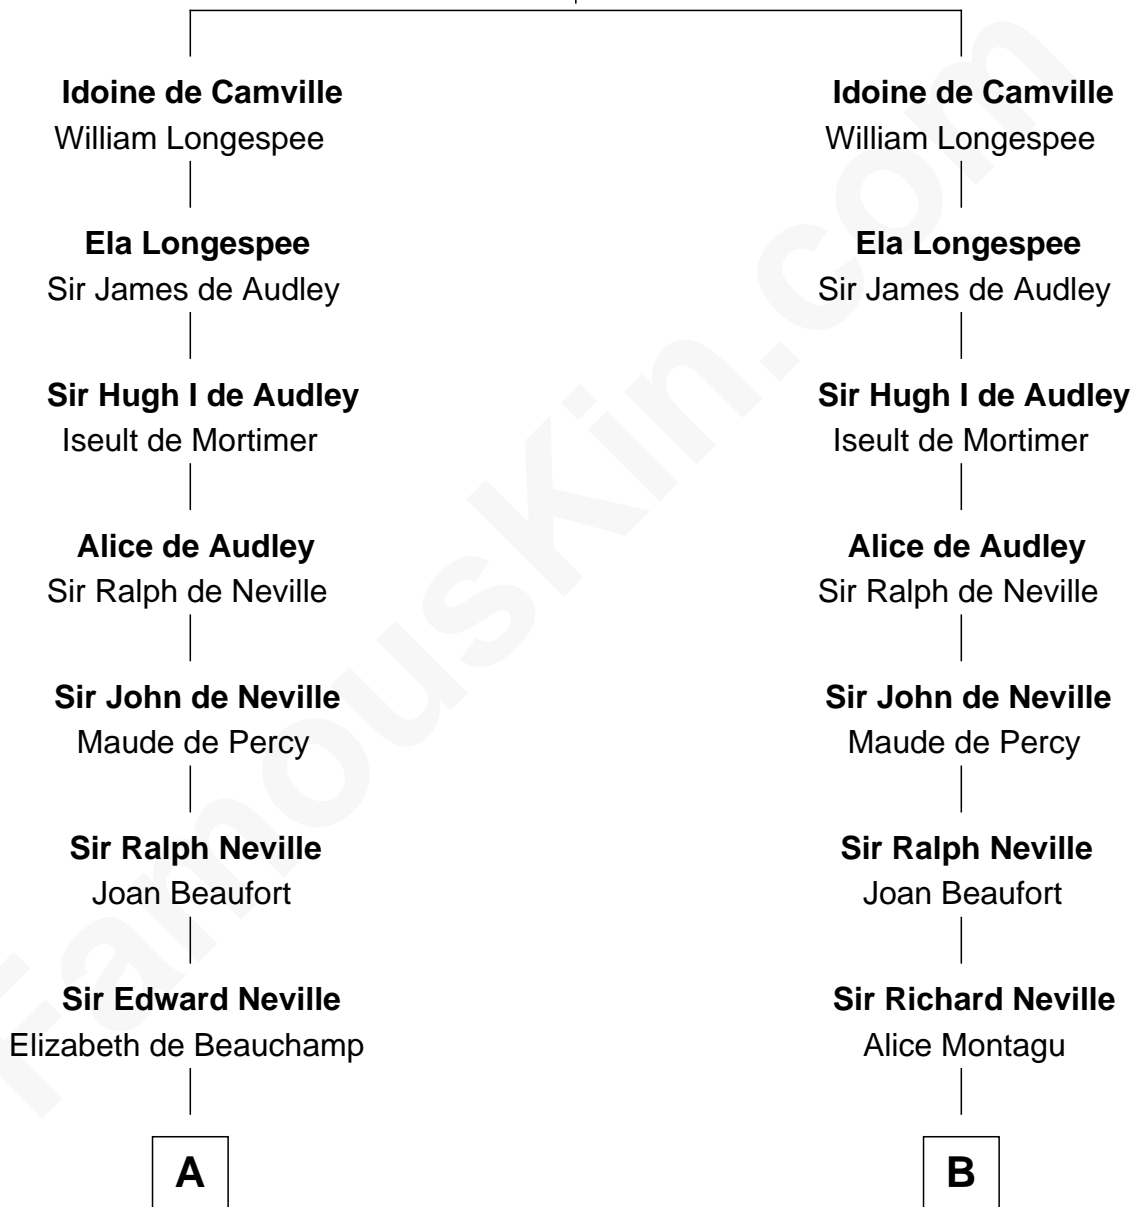 Idoine de Camville
William Longespee
Ela Longespee
Sir James de Audley
Sir Hugh I de Audley
Iseult de Mortimer
Alice de Audley
Sir Ralph de Neville
Sir John de Neville
Maude de Percy
Sir Ralph Neville
Joan Beaufort
Sir Edward Neville
Elizabeth de Beauchamp
A
Idoine de Camville
William Longespee
Ela Longespee
Sir James de Audley
Sir Hugh I de Audley
Iseult de Mortimer
Alice de Audley
Sir Ralph de Neville
Sir John de Neville
Maude de Percy
Sir Ralph Neville
Joan Beaufort
Sir Richard Neville
Alice Montagu
B
FamousKin.com